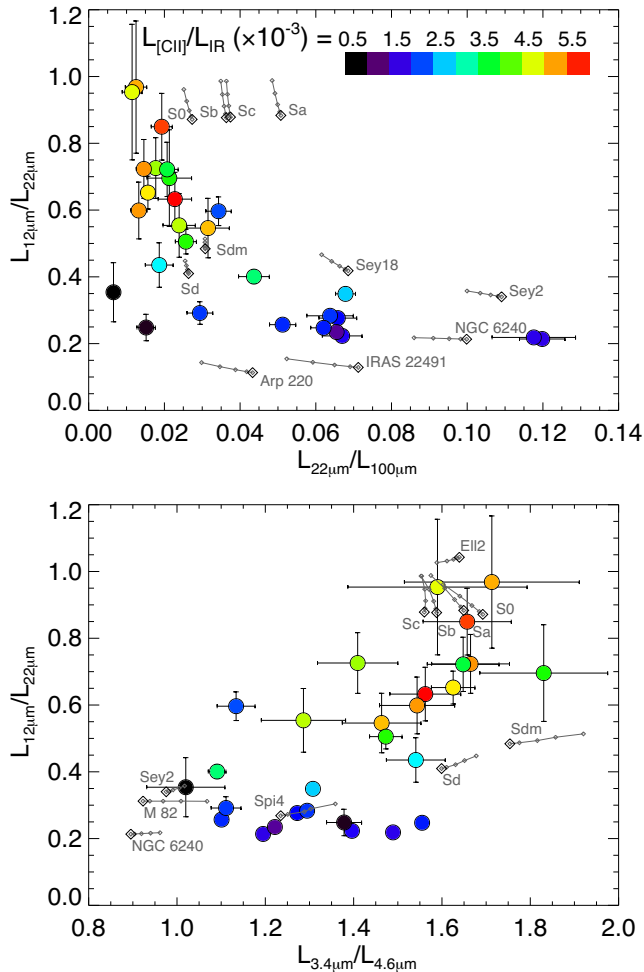 L[CII]/LIR (×10-3) = 0.5 1.5 2.5 3.5 4.5 5.5
1.2
1.0
0.8
0.6
0.4
0.2
0.0
L12μm/L22μm
S0 Sb Sc Sa
Sdm
Sd
Sey18
Sey2
NGC 6240
IRAS 22491
Arp 220
0.00 0.02 0.04 0.06 0.08 0.10 0.12 0.14
L22μm/L100μm
1.2
1.0
0.8
0.6
0.4
0.2
0.0
L12μm/L22μm
Ell2
S0
Sc Sb Sa
Sdm
Sd
Sey2
M 82
Spi4
NGC 6240
0.8 1.0 1.2 1.4 1.6 1.8 2.0
L3.4μm/L4.6μm